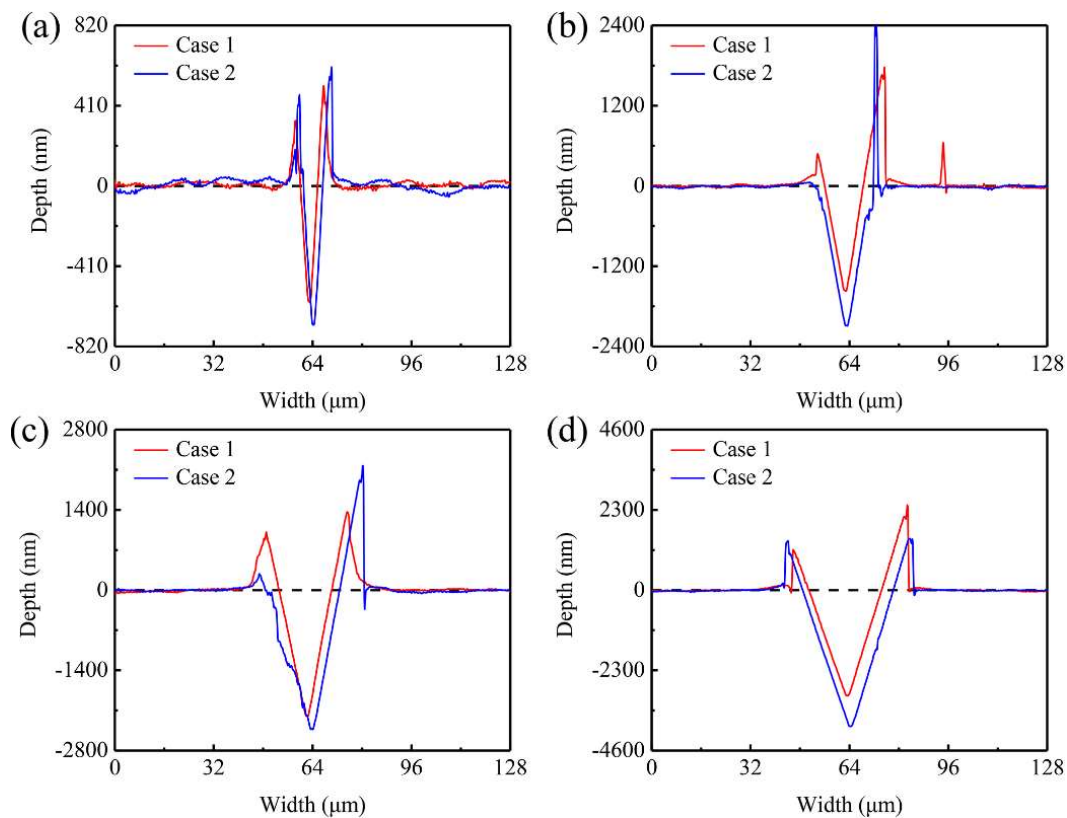 (a)
Case 1
Case 2
820
410
0
-410
-820
Depth (nm)
0 32 64 96 128
Width (μm)
(b)
Case 1
Case 2
2400
1200
0
-1200
-2400
Depth (nm)
0 32 64 96 128
Width (μm)
(c)
Case 1
Case 2
2800
1400
0
-1400
-2800
Depth (nm)
0 32 64 96 128
Width (μm)
(d)
Case 1
Case 2
4600
2300
0
-2300
-4600
Depth (nm)
0 32 64 96 128
Width (μm)